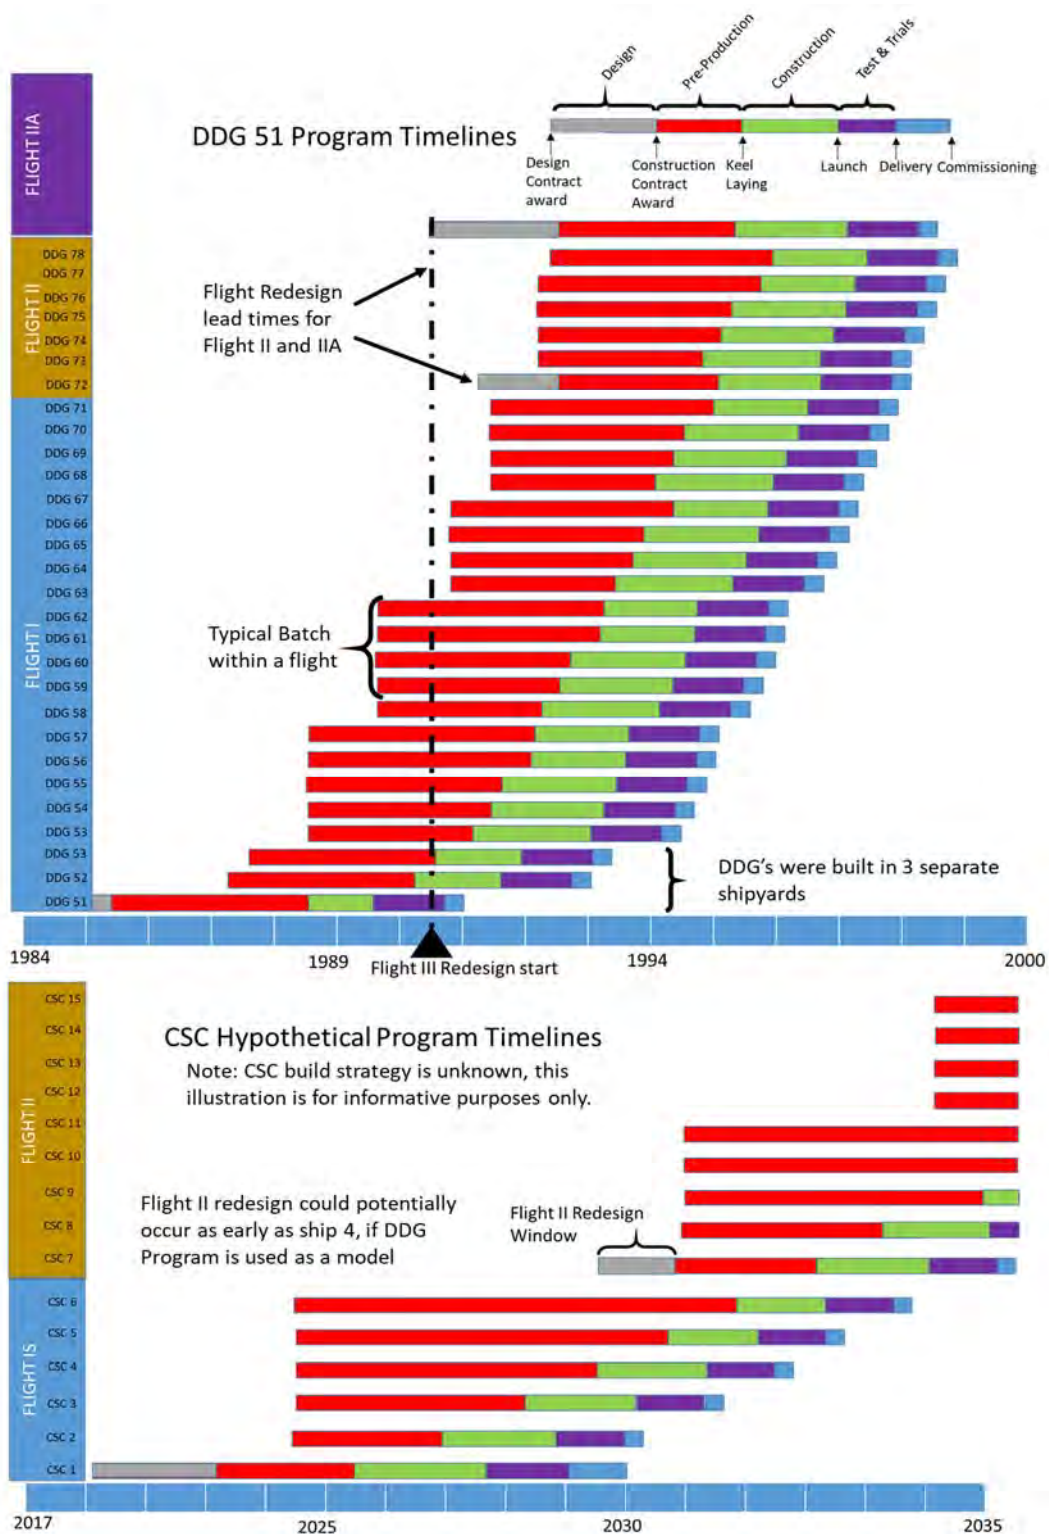 Design
Pre-Production
Construction
Test & Trials
DDG 51 Program Timelines
Design
Contract
award
Construction
Contract
Award
Keel
Laying
Launch
Delivery
Commissioning
FLIGHT IIA
FLIGHT II
FLIGHT I
DDG 78
DDG 77
DDG 76
DDG 75
DDG 74
DDG 73
DDG 72
DDG 71
DDG 70
DDG 69
DDG 68
DDG 67
DDG 66
DDG 65
DDG 64
DDG 63
DDG 62
DDG 61
DDG 60
DDG 59
DDG 58
DDG 57
DDG 56
DDG 55
DDG 54
DDG 53
DDG 53
DDG 52
DDG 51
Flight Redesign
lead times for
Flight II and IIA
Typical Batch
within a flight
DDG's were built in 3 separate
shipyards
1984
1989
1994
2000
Flight III Redesign start
CSC Hypothetical Program Timelines
Note: CSC build strategy is unknown, this
illustration is for informative purposes only.
FLIGHT II
FLIGHT IS
CSC 15
CSC 14
CSC 13
CSC 12
CSC 11
CSC 10
CSC 9
CSC 8
CSC 7
CSC 6
CSC 5
CSC 4
CSC 3
CSC 2
CSC 1
Flight II redesign could potentially
occur as early as ship 4, if DDG
Program is used as a model
Flight II Redesign
Window
2017
2025
2030
2035